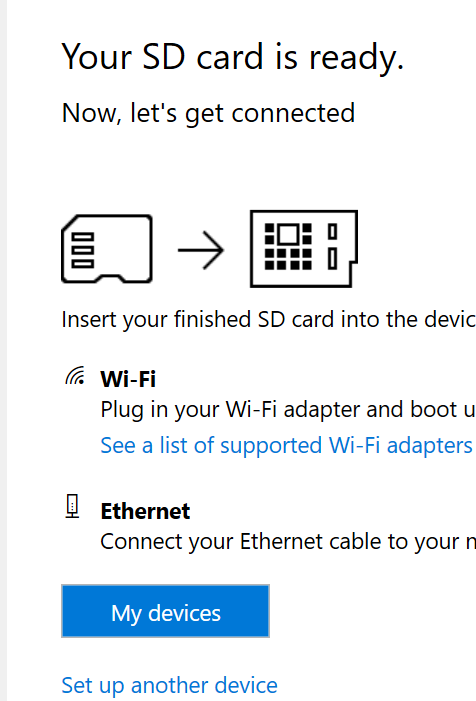 Your SD card is ready.
Now, let's get connected
Insert your finished SD card into the devic
Wi-Fi
Plug in your Wi-Fi adapter and boot u
See a list of supported Wi-Fi adapters
Ethernet
Connect your Ethernet cable to your n
My devices
Set up another device